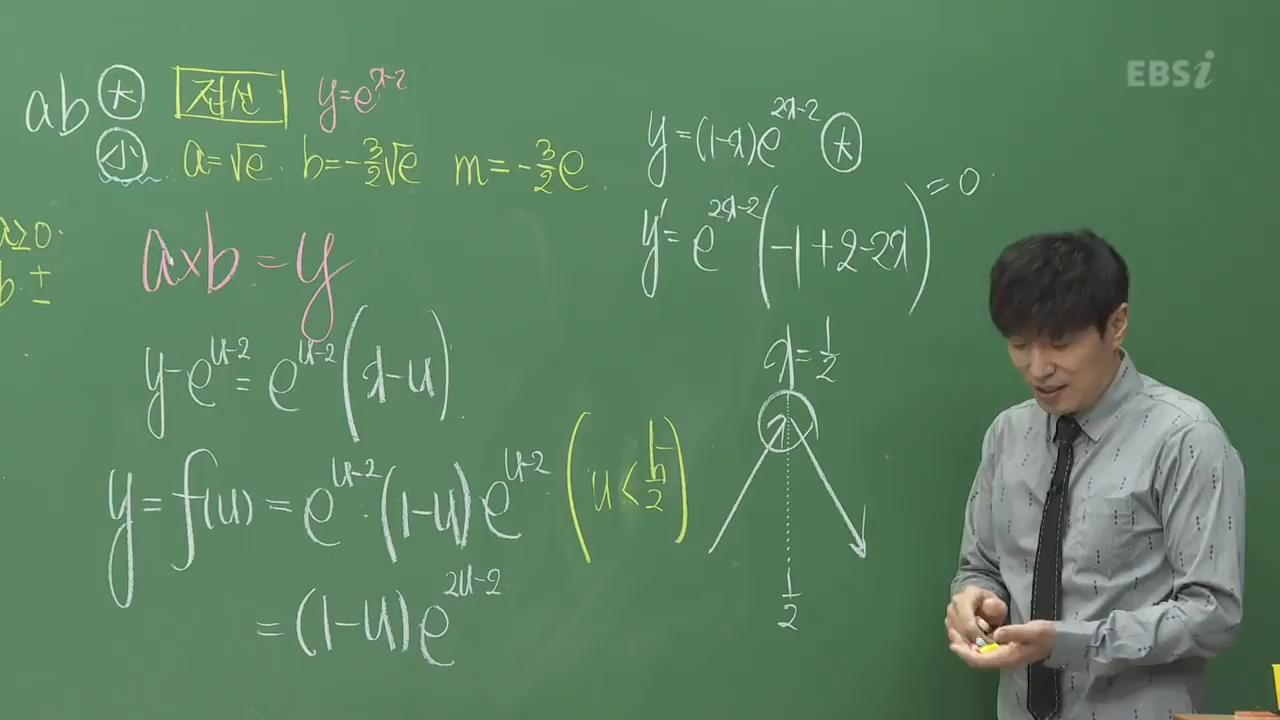 ab 大 접선 y=e^{x-2}
小 a=√e b=-3/2√e m=-3/2e
a≥0
b ±
a×b=y
y-e^{u-2}=e^{u-2}(x-u)
y=f(u)=e^{u-2}·(1-u)e^{u-2} (u<5/2)
=(1-u)e^{2u-2}
EBSi
y=(1-x)e^{2x-2} 大
y'=e^{2x-2}(-1+2-2x)=0
x=1/2
1/2